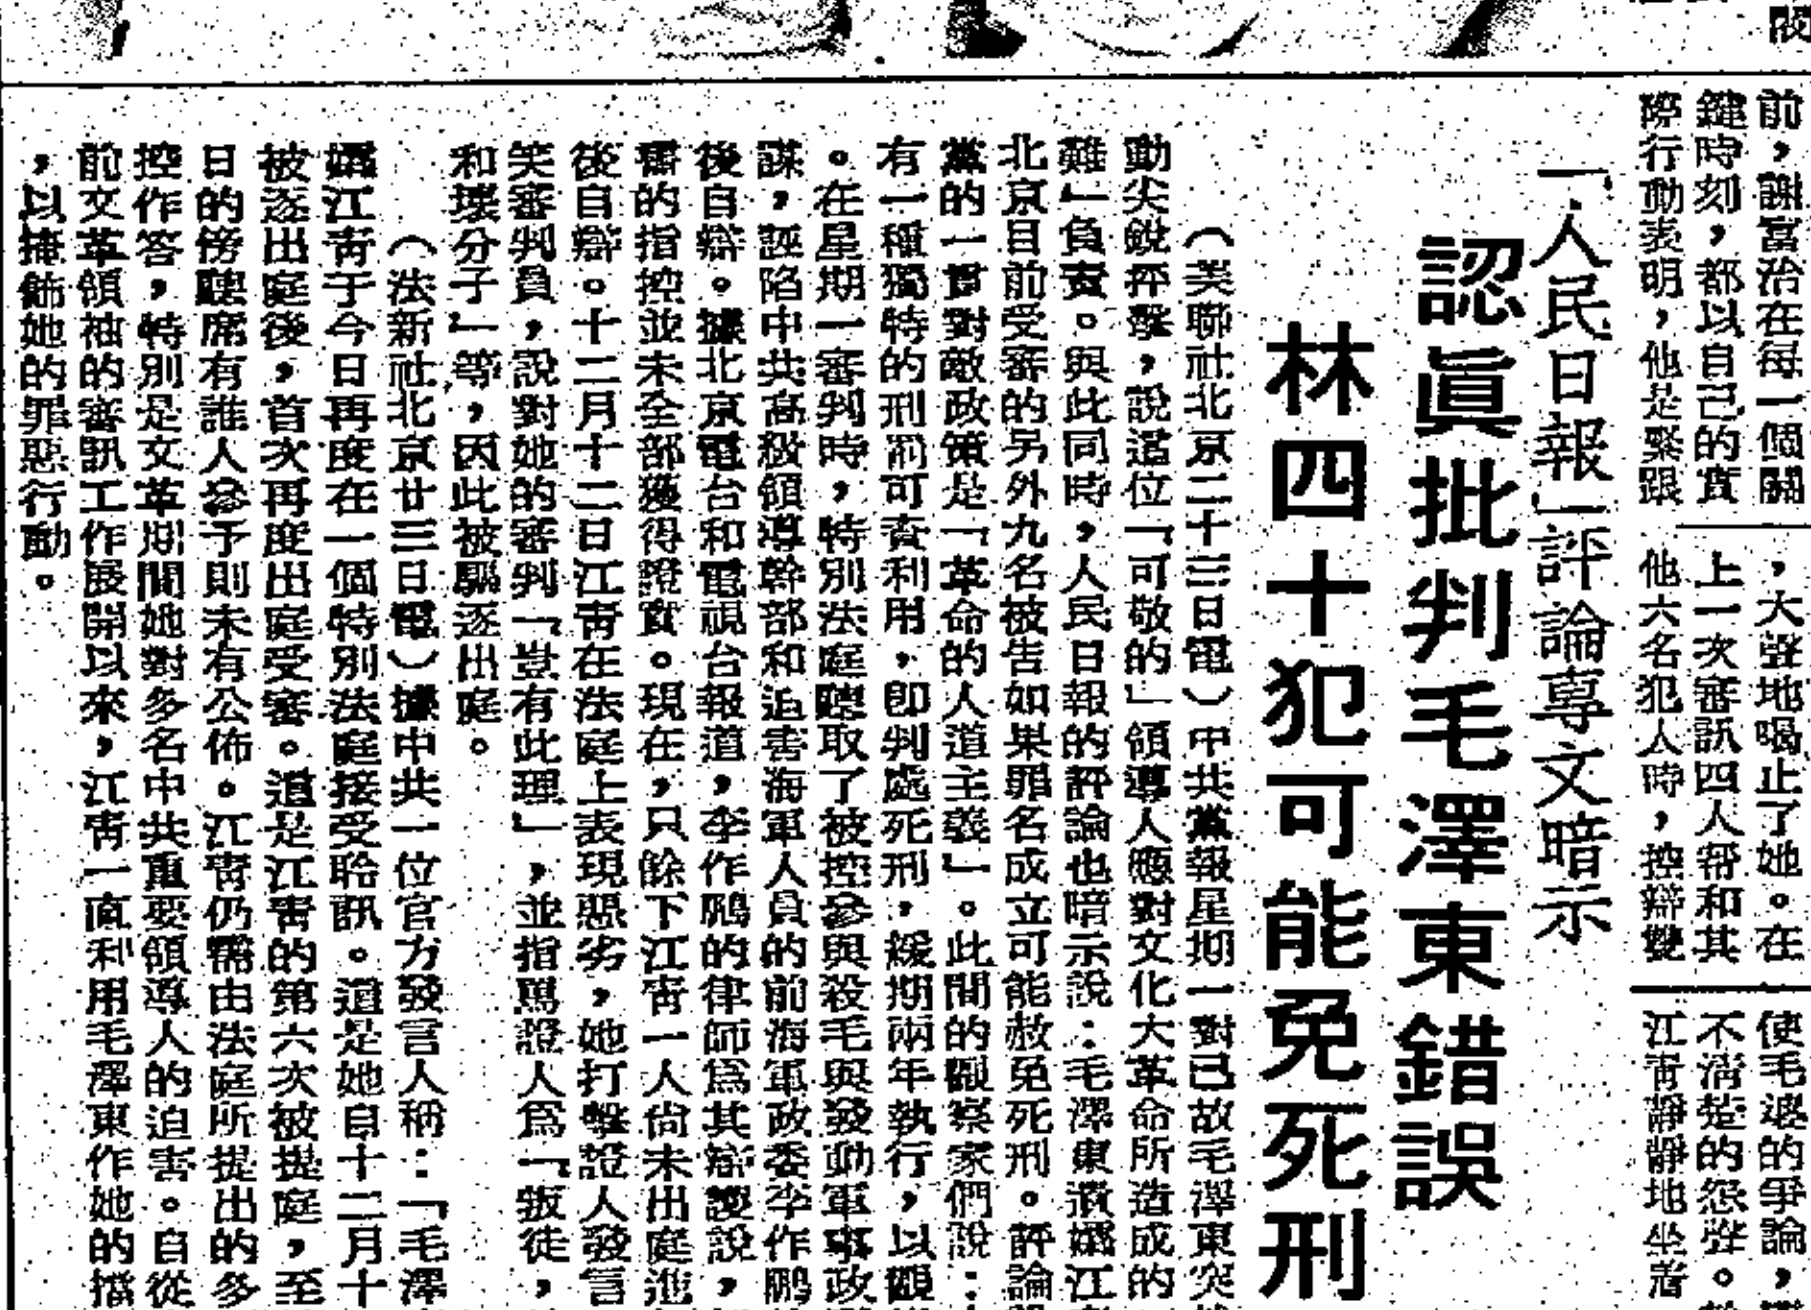 前，謝富治在每一個關
鍵時刻，都以自己的實
際行動表明，他是緊跟
，大聲地喝止了她。在
上一次審訊四人幫和其
他六名犯人時，控辯雙
使毛婆的爭論，
不清楚的怨聲。
江青靜靜地坐着
「人民日報」評論專文暗示
認眞批判毛澤東錯誤
林四十犯可能免死刑
（美聯社北京二十三日電）中共黨報星期一對已故毛澤東突
動尖銳抨擊，說這位「可敬的」領導人應對文化大革命所造成的
難」負責。與此同時，人民日報的評論也暗示說：毛澤東遺孀江
北京目前受審的另外九名被告如果罪名成立可能赦免死刑。評論
黨的一貫對敵政策是「革命的人道主義」。此間的觀察家們說：
有一種獨特的刑罰可資利用，即判處死刑，緩期兩年執行，以觀
。在星期一審判時，特別法庭聽取了被控參與殺毛與發動軍事政
謀，誣陷中共高級領導幹部和迫害海軍人員的前海軍政委李作鵬
後自辯。據北京電台和電視台報道，李作鵬的律師爲其辯護說，
書的指控並未全部獲得證實。現在，只餘下江青一人尙未出庭進
後自辯。十二月十二日江青在法庭上表現惡劣，她打擊證人發言
笑審判員，說對她的審判「豈有此理」，並指罵證人爲「叛徒，
和壞分子」等，因此被驅逐出庭。
（法新社北京廿三日電）據中共一位官方發言人稱：「毛澤
孀江青于今日再度在一個特別法庭接受聆訊。這是她自十二月十
被逐出庭後，首次再度出庭受審。這是江青的第六次被提庭，至
日的傍聽席有誰人參予則未有公佈。江青仍需由法庭所提出的多
控作答，特別是文革期間她對多名中共重要領導人的迫害。自從
前文革領袖的審訊工作展開以來，江青一直利用毛澤東作她的擋
，以掩飾她的罪惡行動。